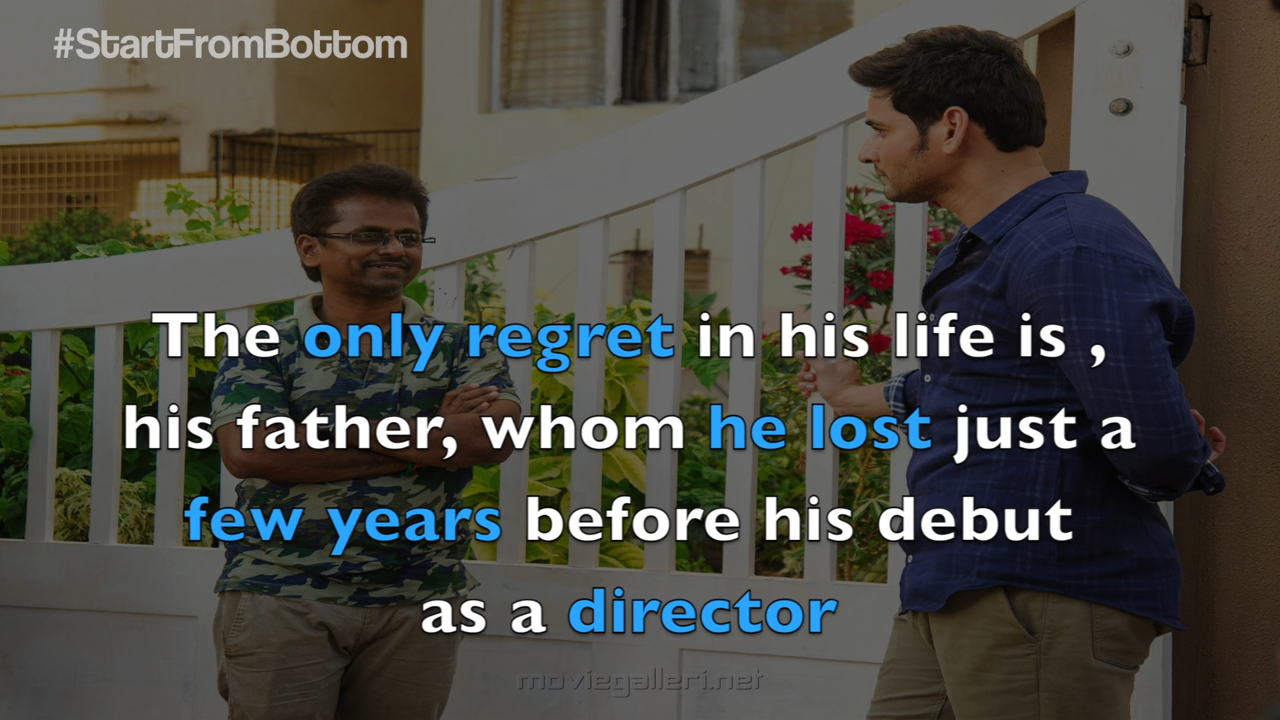 #StartFromBottom
The only regret in his life is ,
his father, whom he lost just a
few years before his debut
as a director
moviegalleri.net